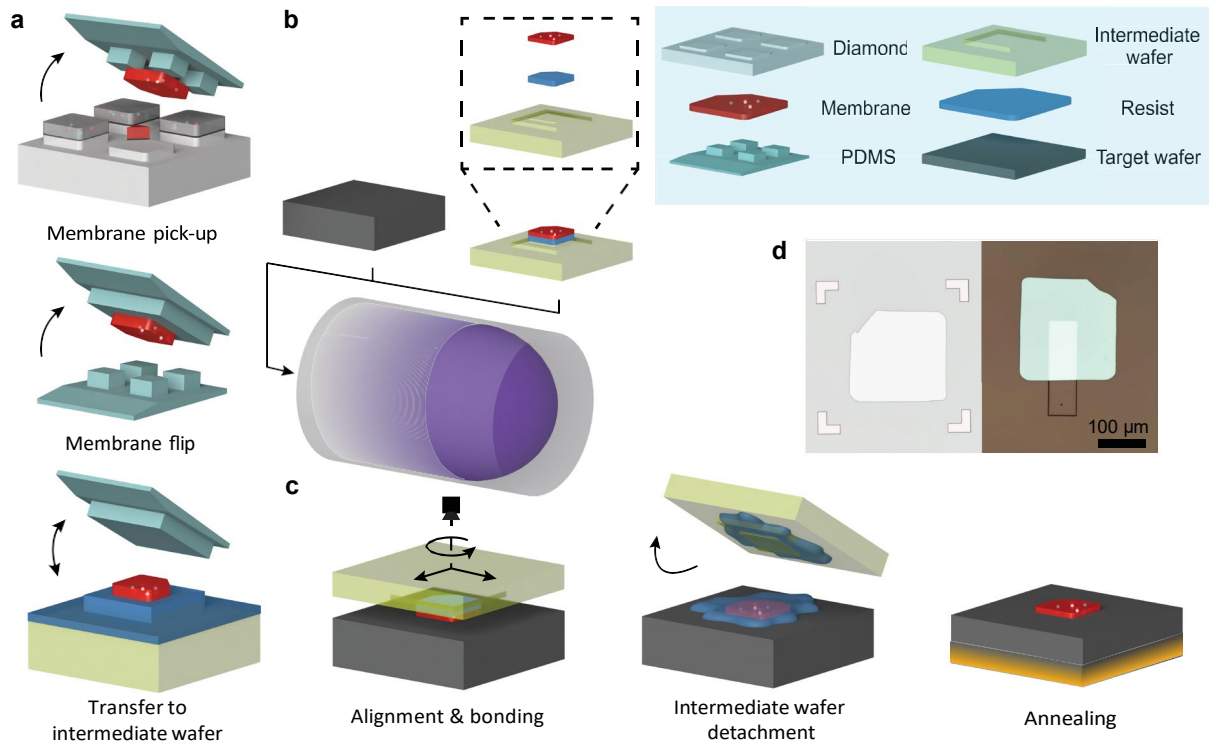 a
Membrane pick-up
Membrane flip
Transfer to
intermediate wafer
b
Diamond
Intermediate
wafer
Membrane
Resist
PDMS
Target wafer
c
Alignment & bonding
Intermediate wafer
detachment
Annealing
d
100 µm